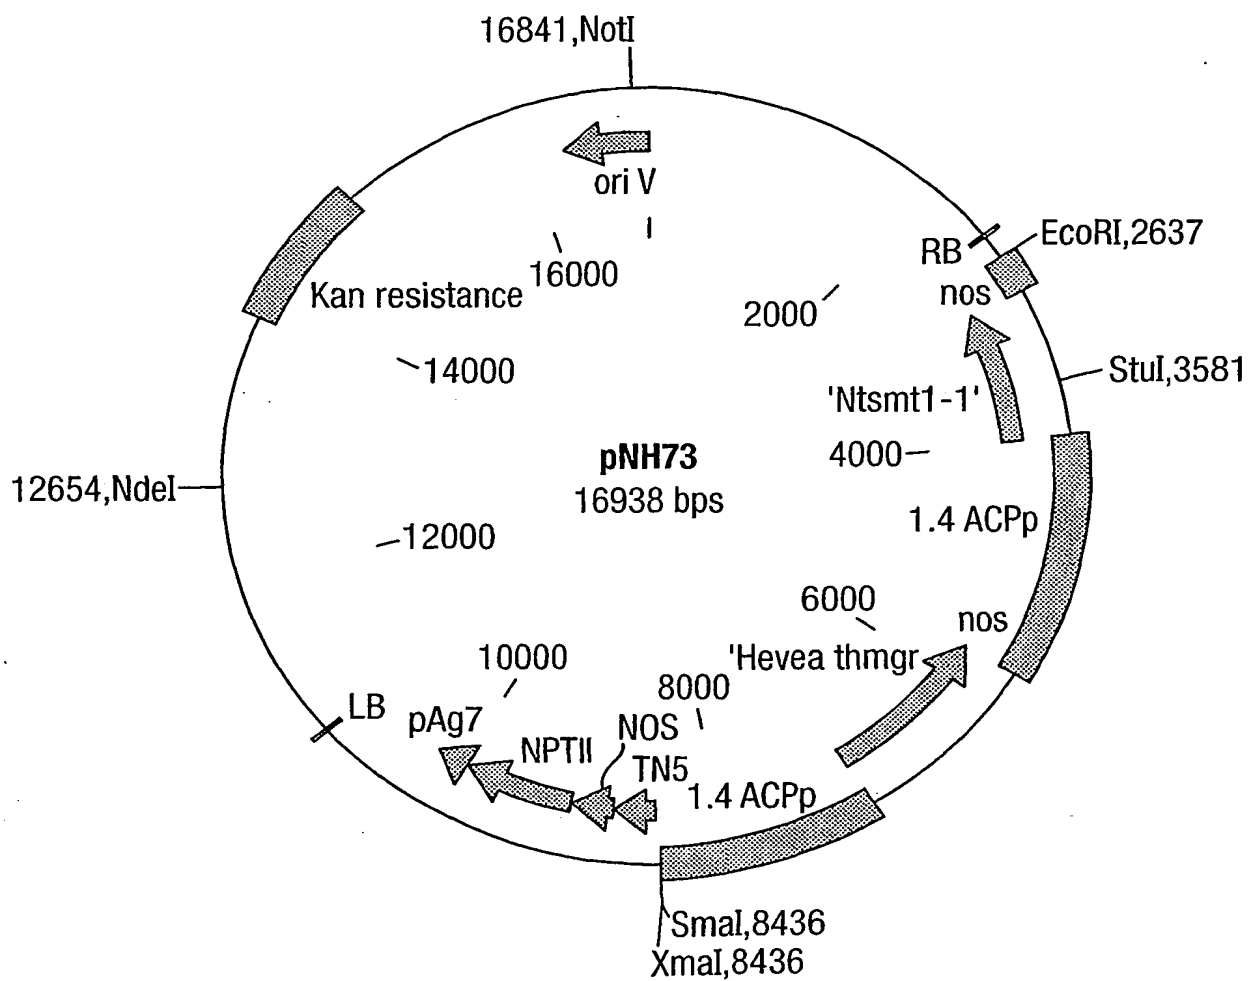 16841,NotI
ori V
RB
EcoRI,2637
nos
16000
2000
Kan resistance
14000
StuI,3581
'Ntsmt1-1'
pNH73
16938 bps
4000
12654,NdeI
1.4 ACPp
12000
6000
nos
'Hevea thmgr
10000
8000
LB
pAg7
NPTII
NOS
TN5
1.4 ACPp
SmaI,8436
XmaI,8436